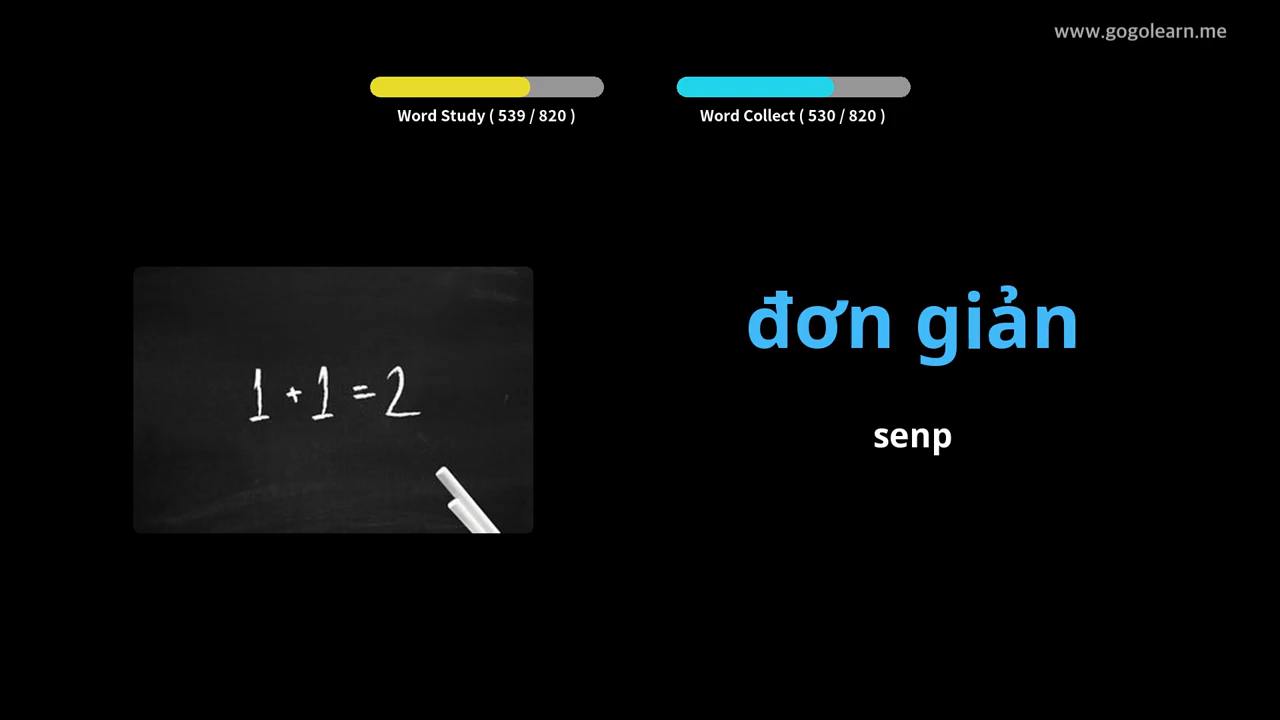 www.gogolearn.me
Word Study ( 539 / 820 )
Word Collect ( 530 / 820 )
1 + 1 = 2
đơn giản
senp